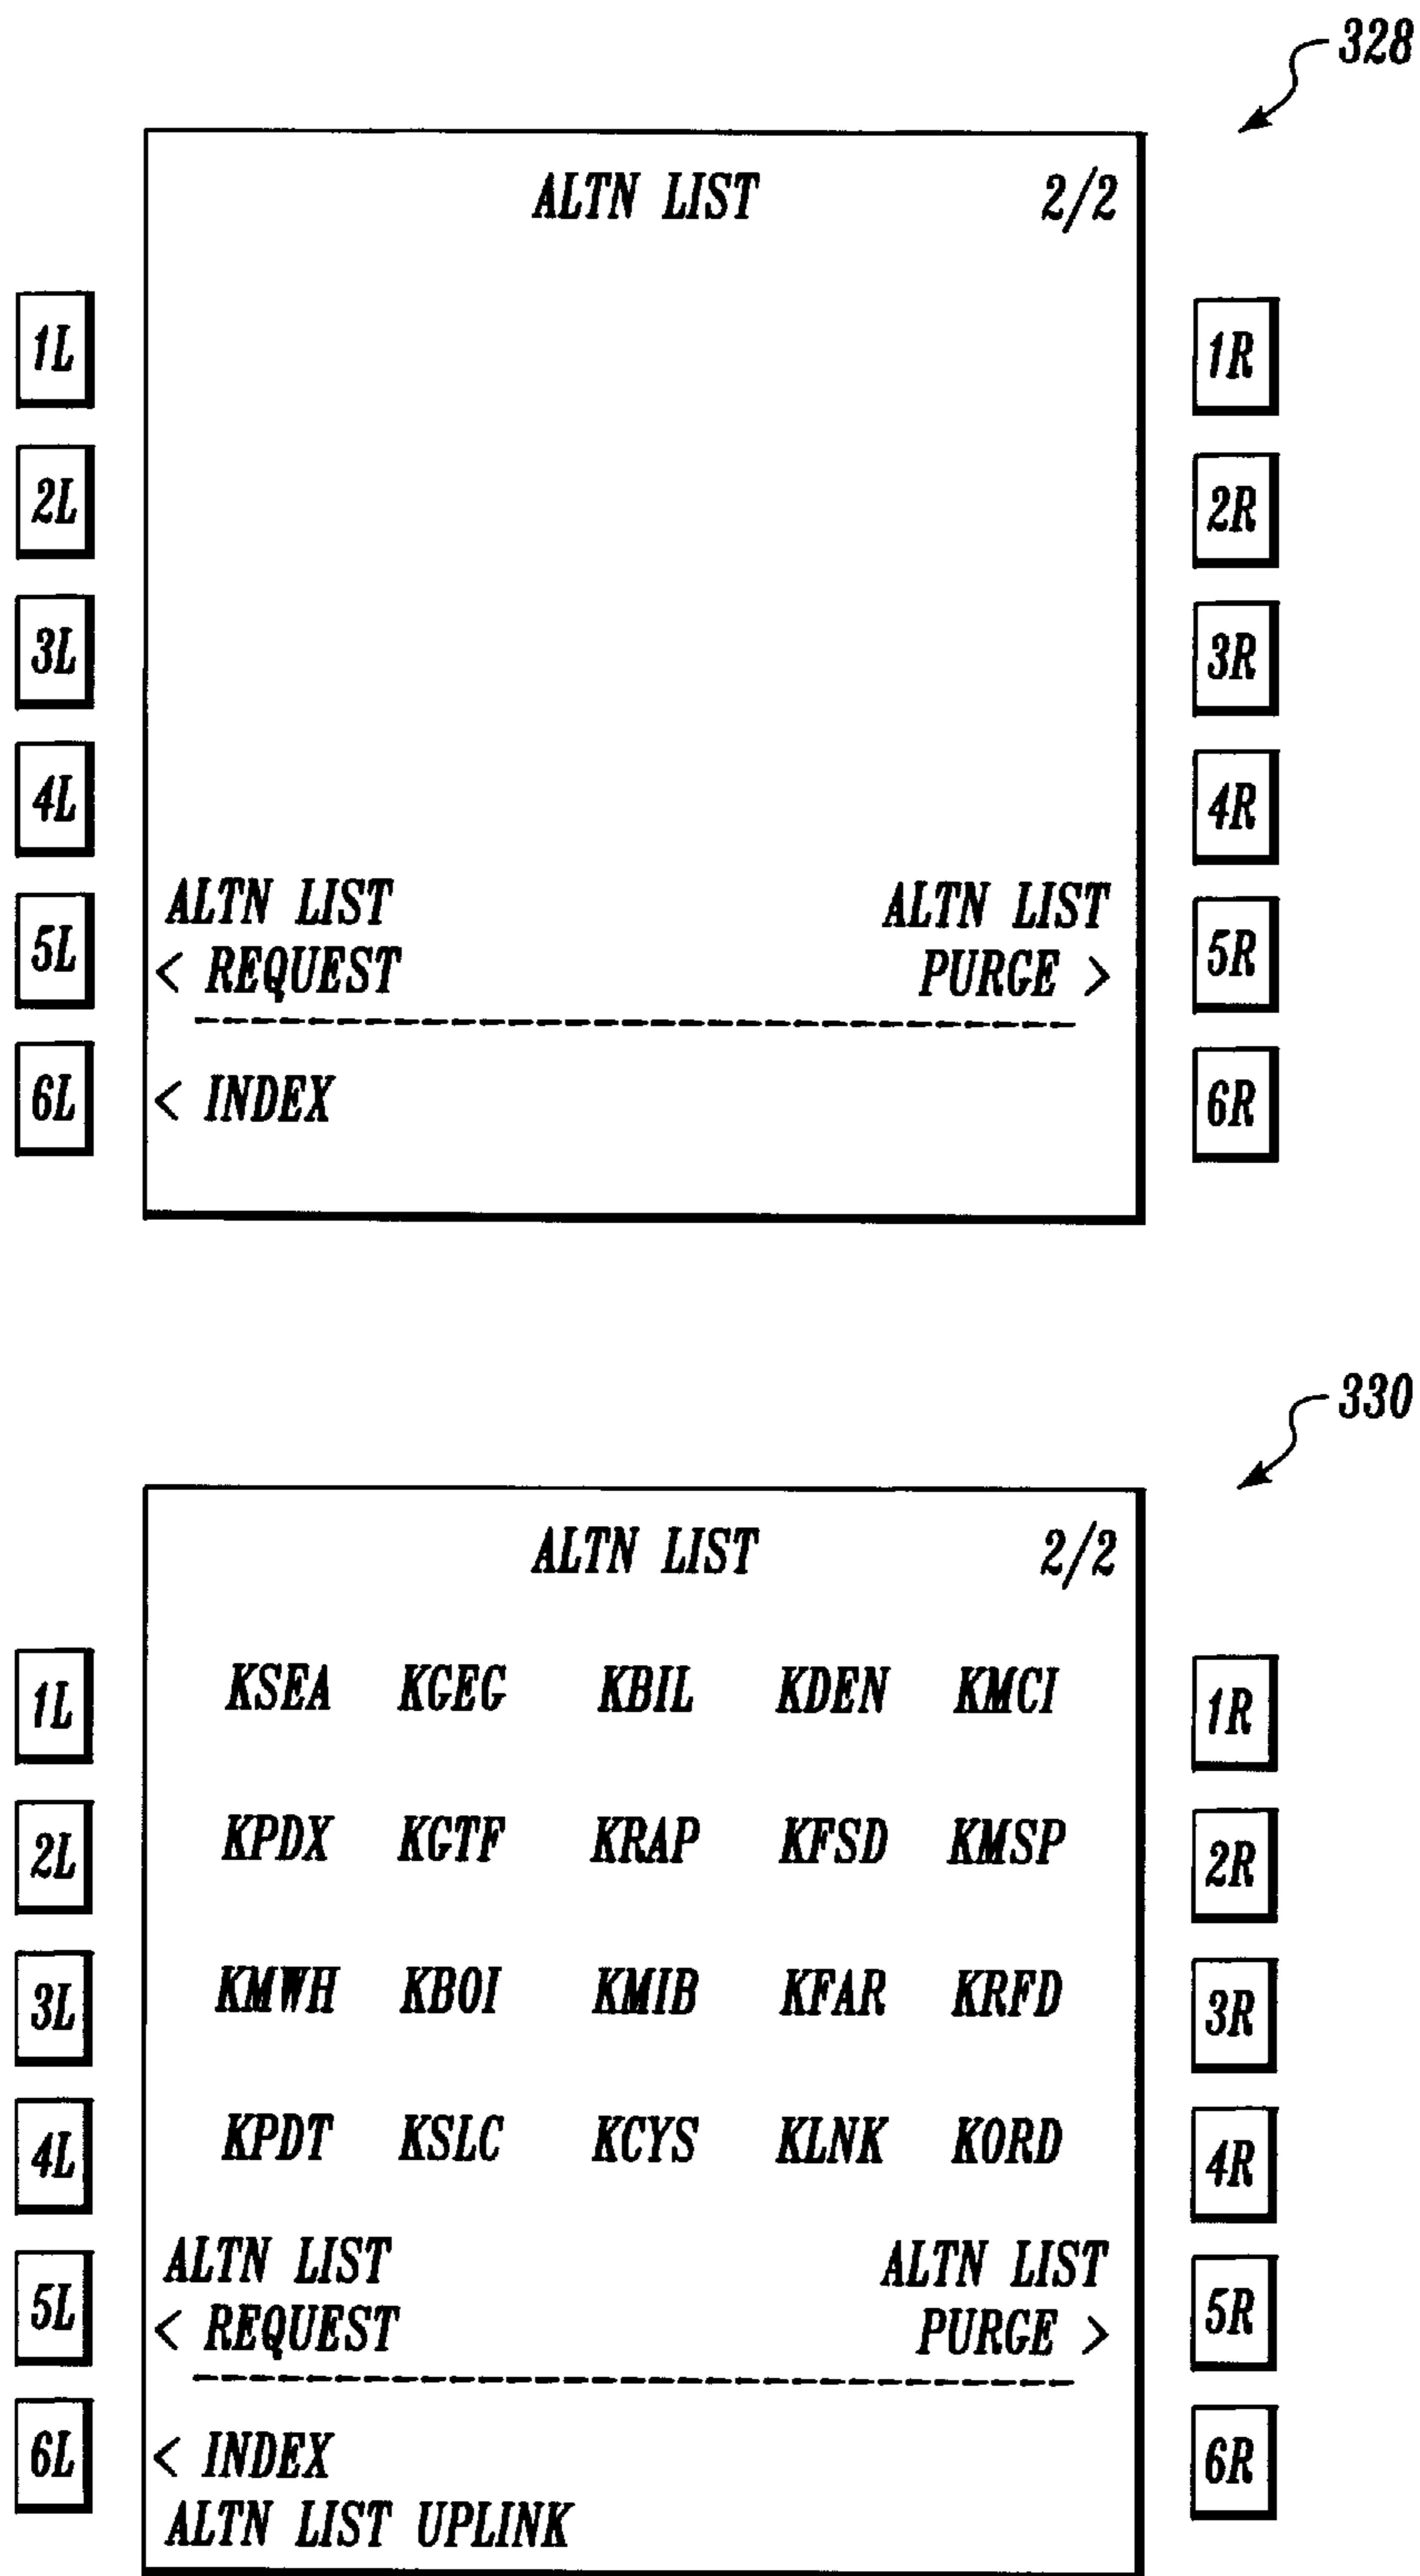 328
ALTN LIST 2/2
1L 1R
2L 2R
3L 3R
4L 4R
ALTN LIST ALTN LIST
5L < REQUEST PURGE > 5R
6L < INDEX 6R
330
ALTN LIST 2/2
1L KSEA KGEG KBIL KDEN KMCI 1R
2L KPDX KGTF KRAP KFSD KMSP 2R
3L KMWH KBOI KMIB KFAR KRFD 3R
4L KPDT KSLC KCYS KLNK KORD 4R
ALTN LIST ALTN LIST
5L < REQUEST PURGE > 5R
6L < INDEX 6R
ALTN LIST UPLINK